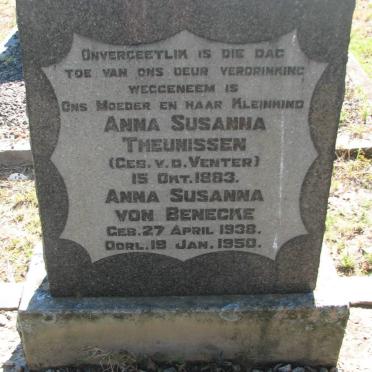 Onvergeetlik is die dag
toe van ons deur verdrinking
weggeneem is
Ons Moeder en haar Kleinkind
Anna Susanna
Theunissen
(Geb. v.d. Venter)
15 Okt. 1883.
Anna Susanna
von Benecke
Geb. 27 April 1938.
Oorl. 19 Jan. 1950.